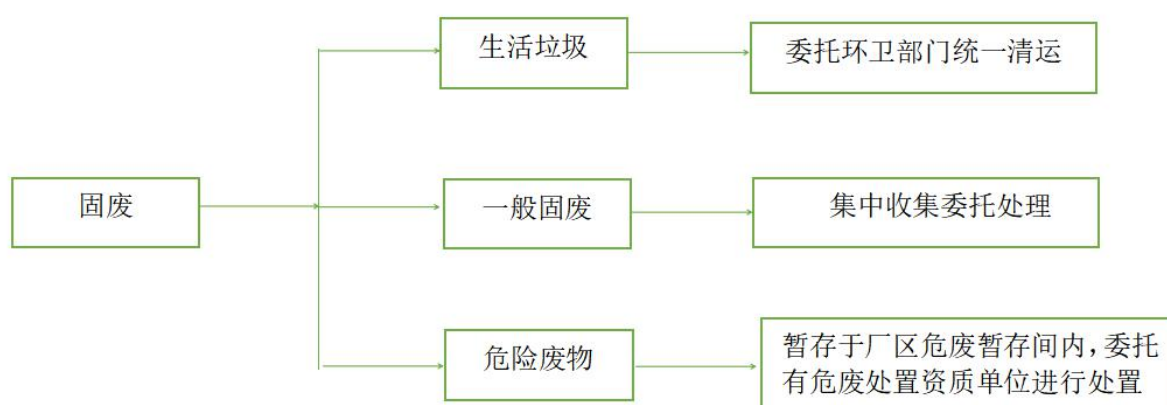 生活垃圾
委托环卫部门统一清运
固废
一般固废
集中收集委托处理
危险废物
暂存于厂区危废暂存间内，委托
有危废处置资质单位进行处置